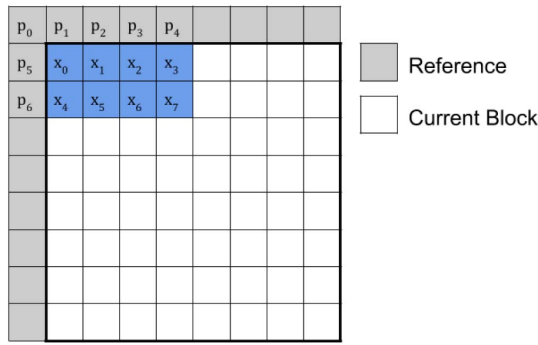 p₀ p₁ p₂ p₃ p₄
p₅ x₀ x₁ x₂ x₃
p₆ x₄ x₅ x₆ x₇
Reference
Current Block